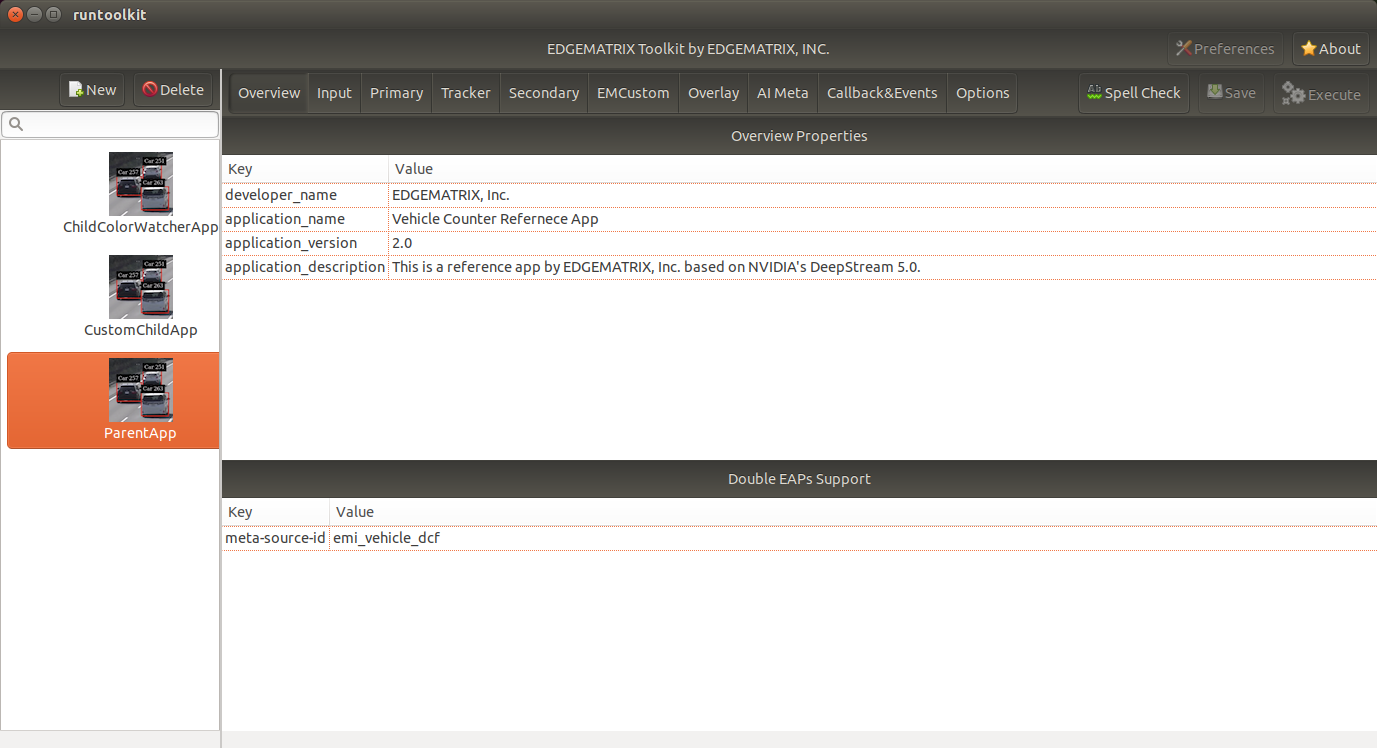 runtoolkit
EDGEMATRIX Toolkit by EDGEMATRIX, INC.
Preferences
About
New
Delete
Overview
Input
Primary
Tracker
Secondary
EMCustom
Overlay
AI Meta
Callback&Events
Options
Ab
Spell Check
Save
Execute
Car 251
Car 257
Car 263
ChildColorWatcherApp
Car 251
Car 257
Car 263
CustomChildApp
Car 251
Car 257
Car 263
ParentApp
Overview Properties
Key Value
developer_name EDGEMATRIX, Inc.
application_name Vehicle Counter Refernece App
application_version 2.0
application_description This is a reference app by EDGEMATRIX, Inc. based on NVIDIA's DeepStream 5.0.
Double EAPs Support
Key Value
meta-source-id emi_vehicle_dcf